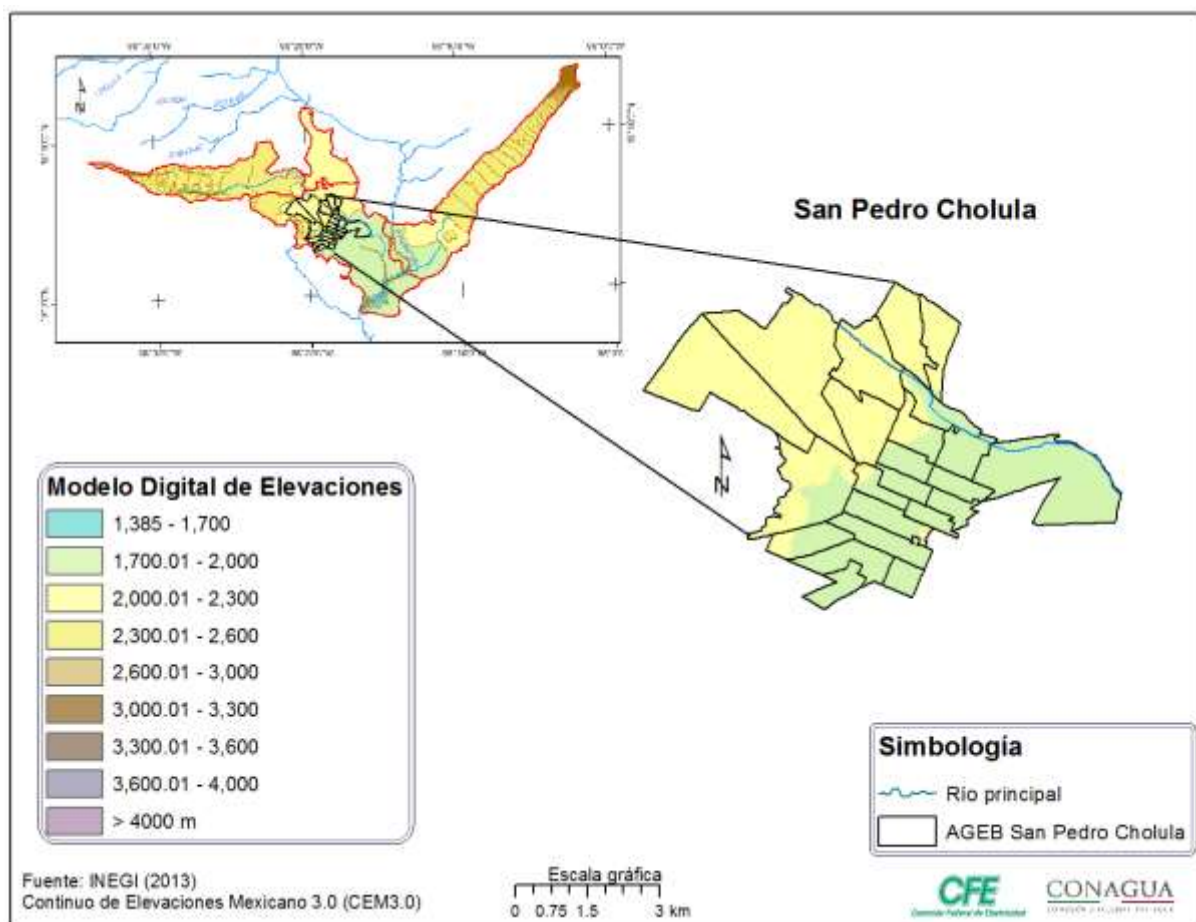 San Pedro Cholula
N
N
Modelo Digital de Elevaciones
1,385 - 1,700
1,700.01 - 2,000
2,000.01 - 2,300
2,300.01 - 2,600
2,600.01 - 3,000
3,000.01 - 3,300
3,300.01 - 3,600
3,600.01 - 4,000
> 4000 m
Simbología
Río principal
AGEB San Pedro Cholula
Fuente: INEGI (2013)
Continuo de Elevaciones Mexicano 3.0 (CEM3.0)
Escala gráfica
0 0.75 1.5 3 km
CFE
Comisión Federal de Electricidad
CONAGUA